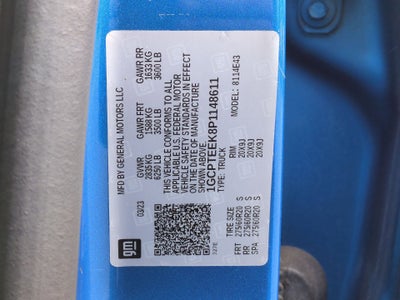 MFD BY GENERAL MOTORS LLC
03/23
GVWR GAWR FRT GAWR RR
2835 KG 1588 KG 1633 KG
6250 LB 3500 LB 3600 LB
THIS VEHICLE CONFORMS TO ALL
APPLICABLE U.S. FEDERAL MOTOR
VEHICLE SAFETY STANDARDS IN EFFECT
ON THE DATE OF MANUFACTURE
SHOWN ABOVE.
1GCPTEEK8P1148611
TYPE: TRUCK MODEL: 8114E43
TIRE SIZE RIM
FRT 275/60R20 S 20X9J
RR 275/60R20 S 20X9J
SPA 275/60R20 S 20X9J
gm